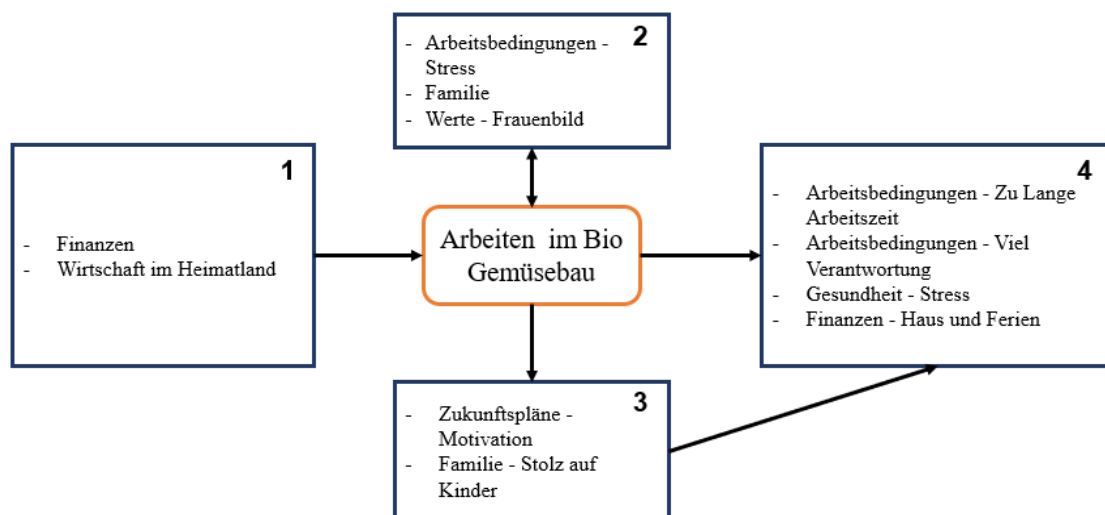 1
- Finanzen
- Wirtschaft im Heimatland
2
- Arbeitsbedingungen -
Stress
- Familie
- Werte - Frauenbild
Arbeiten im Bio
Gemüsebau
3
- Zukunftspläne -
Motivation
- Familie - Stolz auf
Kinder
4
- Arbeitsbedingungen - Zu Lange
Arbeitszeit
- Arbeitsbedingungen - Viel
Verantwortung
- Gesundheit - Stress
- Finanzen - Haus und Ferien